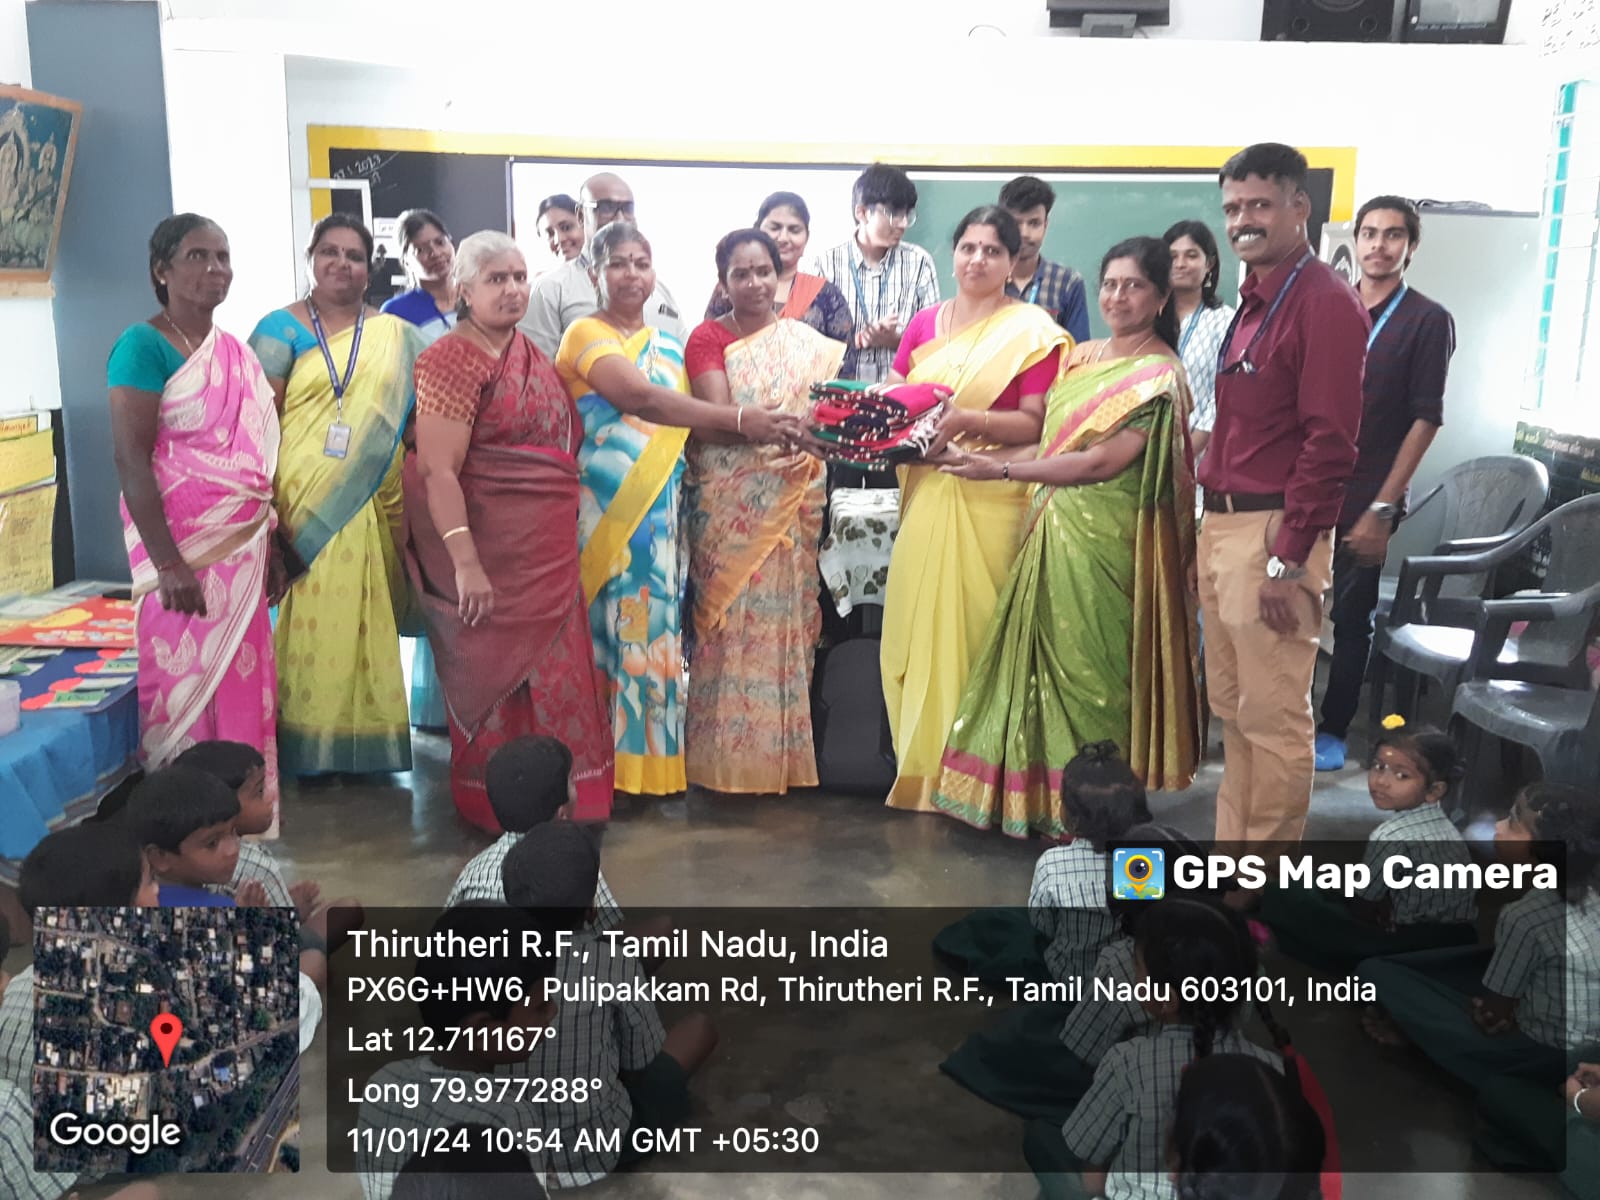 GPS Map Camera
Thirutheri R.F., Tamil Nadu, India
PX6G+HW6, Pulipakkam Rd, Thirutheri R.F., Tamil Nadu 603101, India
Lat 12.711167°
Long 79.977288°
11/01/24 10:54 AM GMT +05:30
Google